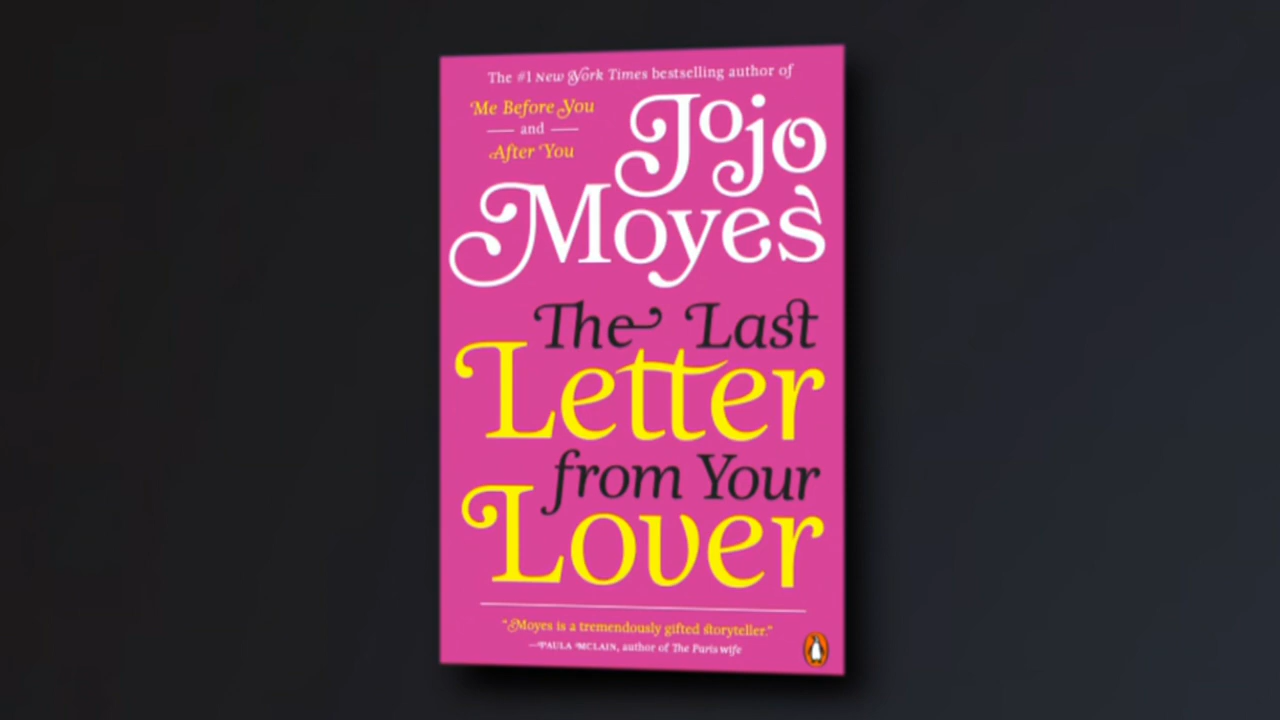 The #1 New York Times bestselling author of
Me Before You
and
After You
Jojo
Moyes
The Last
Letter
from Your
Lover
"Moyes is a tremendously gifted storyteller."
—PAULA MCLAIN, author of The Paris Wife